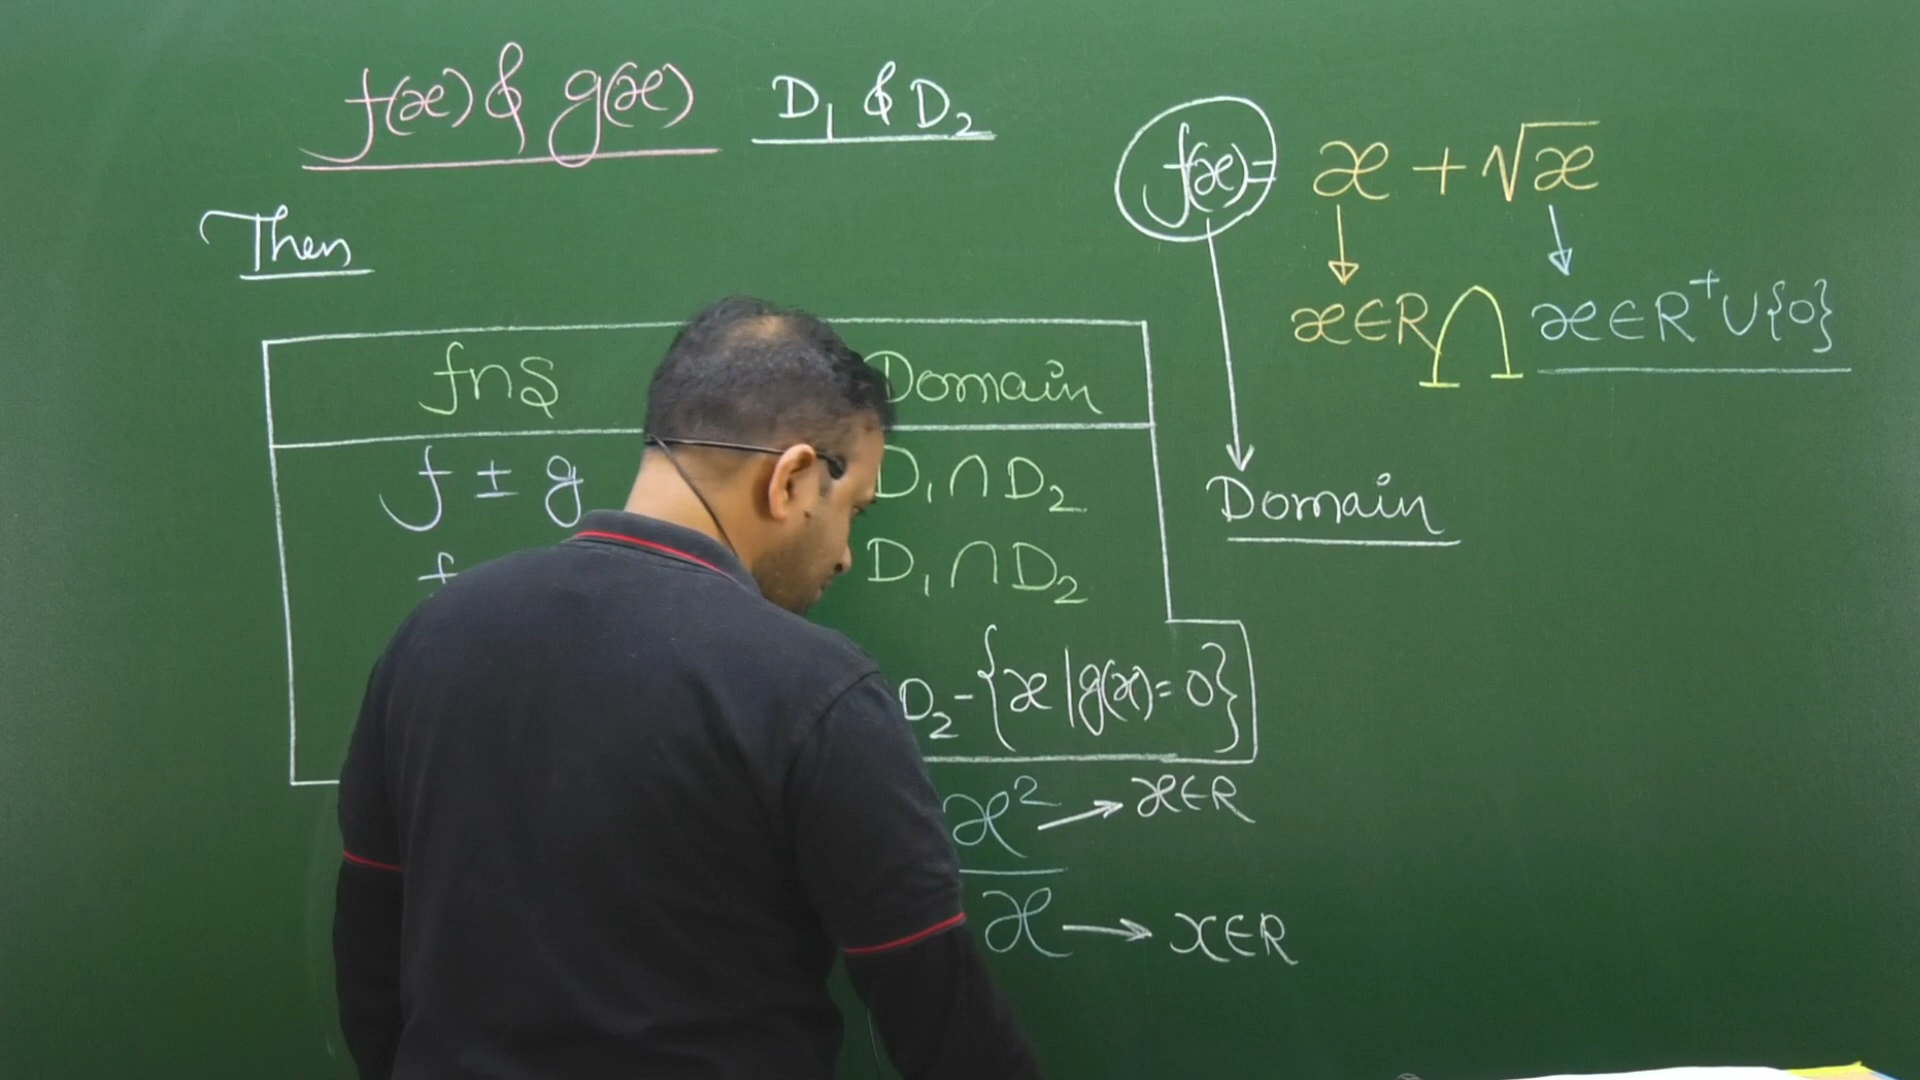 f(x) & g(x) D₁ & D₂
f(x) = x + √x
Then
x∈R ∩ x∈R⁺∪{0}
fns Domain
f ± g D₁∩D₂
Domain
f D₁∩D₂
D₂-{x|g(x)=0}
x² → x∈R
x → x∈R